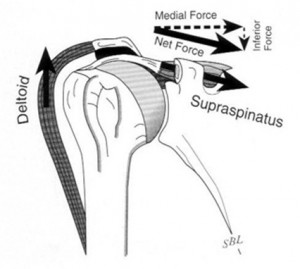 Medial Force
Net Force
Inferior
Force
Deltoid
Supraspinatus
SBL